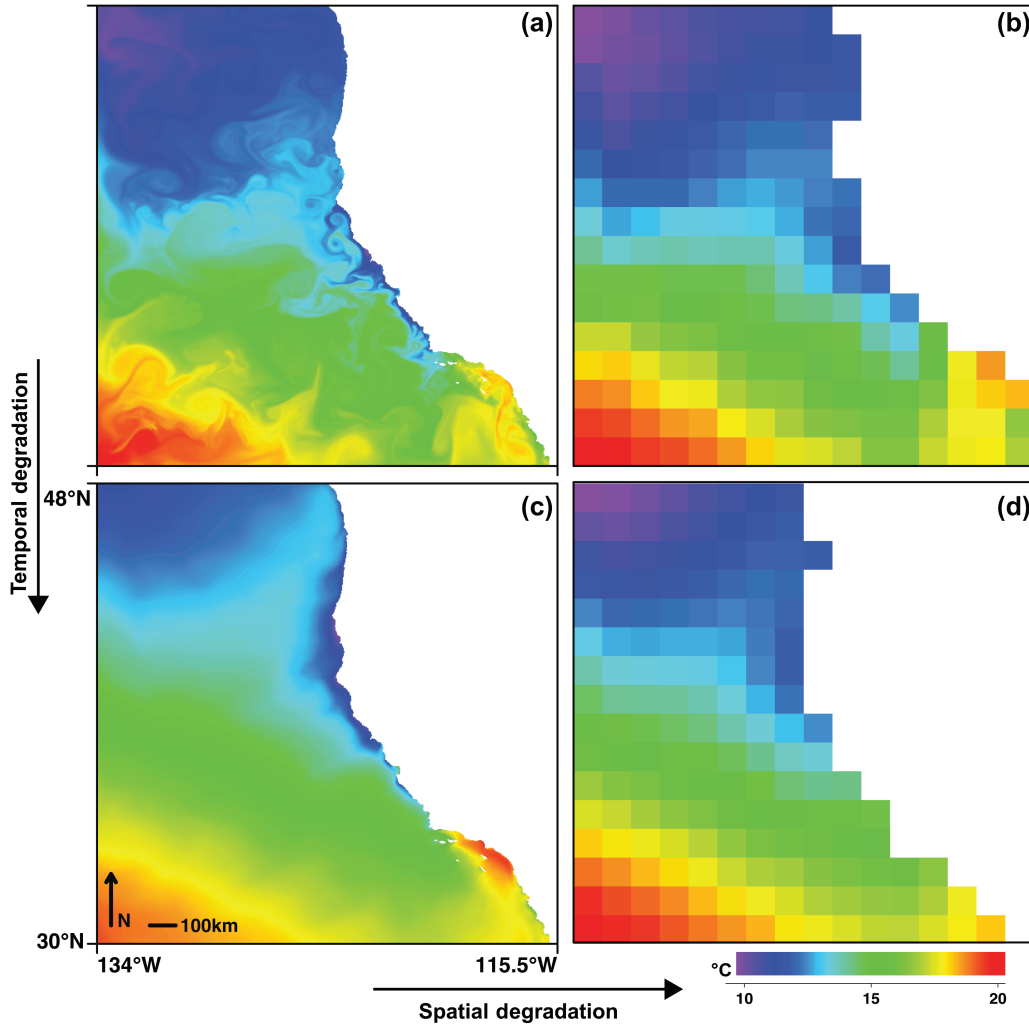 (a)
(b)
Temporal degradation
48°N
(c)
(d)
N
100km
30°N
134°W
115.5°W
°C
10
15
20
Spatial degradation